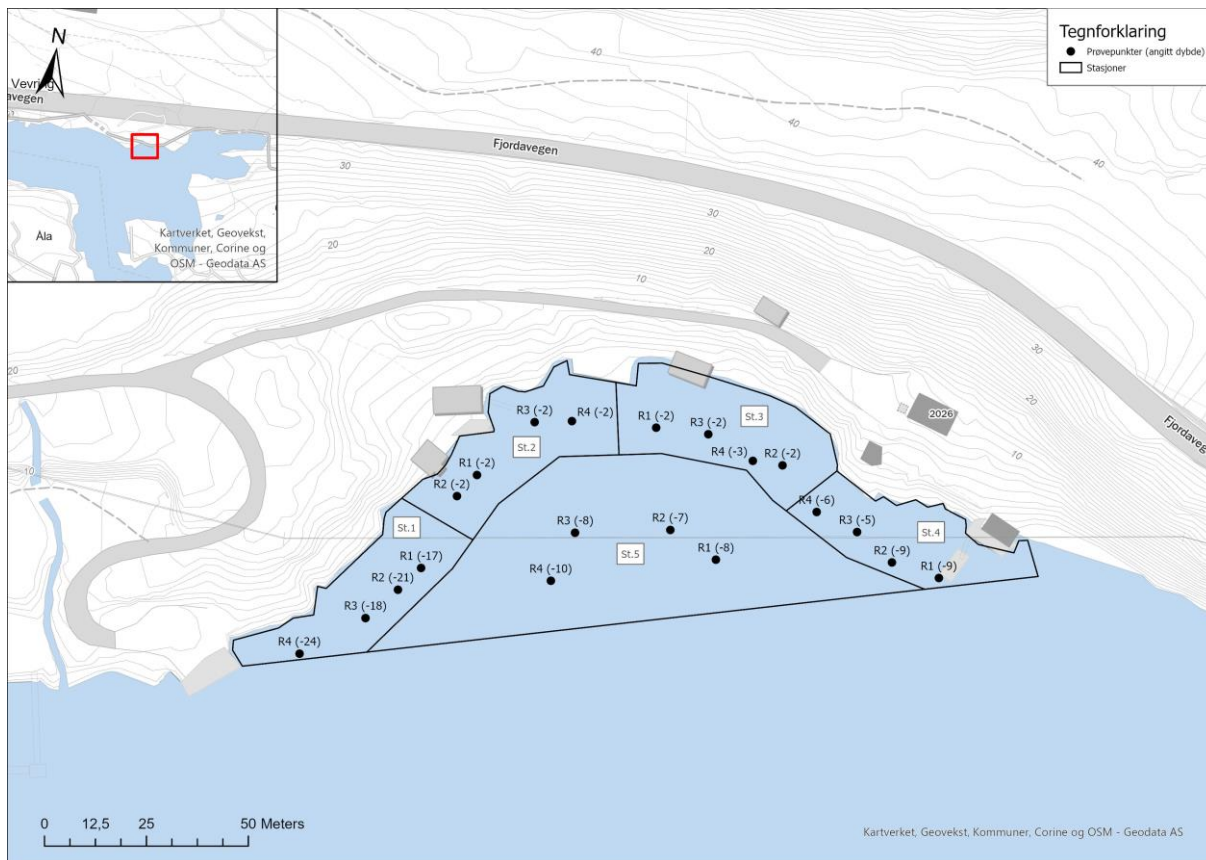 N
Vevring
avegen
Åla
Kartverket, Geovekst,
Kommuner, Corine og
OSM - Geodata AS
Tegnforklaring
Prøvepunkter (angitt dybde)
Stasjoner
40
40
40
Fjordavegen
30
30
20
20
10
30
20
10
20
10
2026
Fjordavegen
R3 (-2)
R4 (-2)
St.2
R1 (-2)
R2 (-2)
R1 (-2)
R3 (-2)
St.3
R4 (-3)
R2 (-2)
St.1
R1 (-17)
R2 (-21)
R3 (-18)
R4 (-24)
R3 (-8)
R2 (-7)
St.5
R1 (-8)
R4 (-10)
R4 (-6)
R3 (-5)
St.4
R2 (-9)
R1 (-9)
0 12,5 25 50 Meters
Kartverket, Geovekst, Kommuner, Corine og OSM - Geodata AS